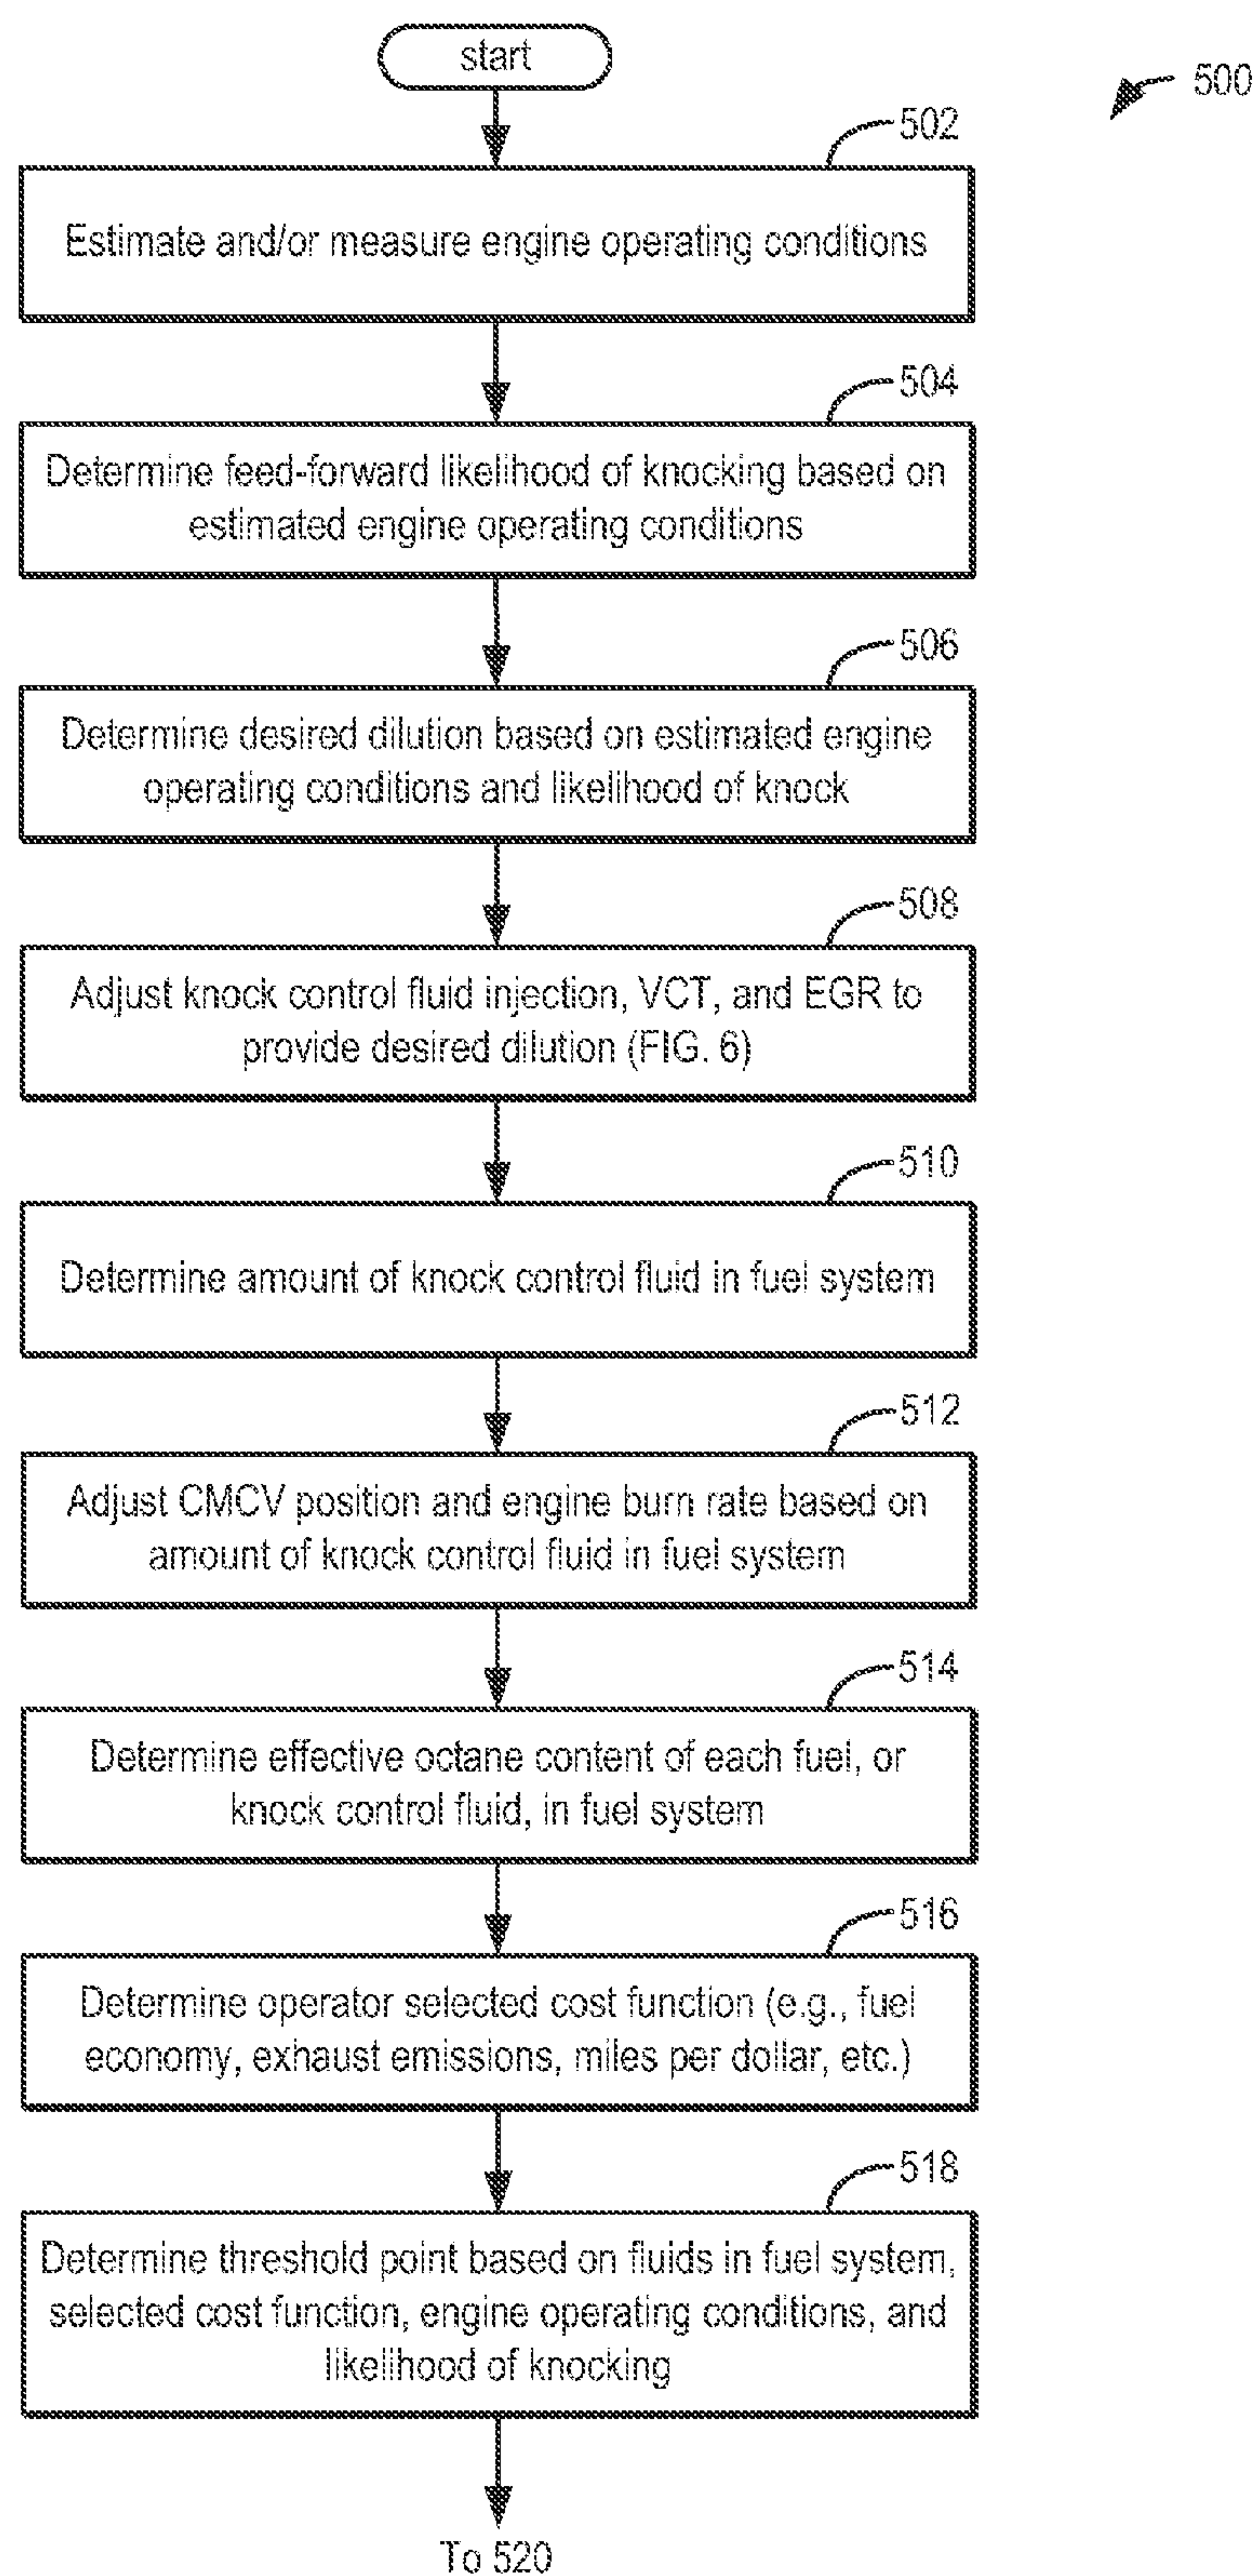 start
500
502
Estimate and/or measure engine operating conditions
504
Determine feed-forward likelihood of knocking based on
estimated engine operating conditions
506
Determine desired dilution based on estimated engine
operating conditions and likelihood of knock
508
Adjust knock control fluid injection, VCT, and EGR to
provide desired dilution (FIG. 6)
510
Determine amount of knock control fluid in fuel system
512
Adjust CMCV position and engine burn rate based on
amount of knock control fluid in fuel system
514
Determine effective octane content of each fuel, or
knock control fluid, in fuel system
516
Determine operator selected cost function (e.g., fuel
economy, exhaust emissions, miles per dollar, etc.)
518
Determine threshold point based on fluids in fuel system,
selected cost function, engine operating conditions, and
likelihood of knocking
To 520